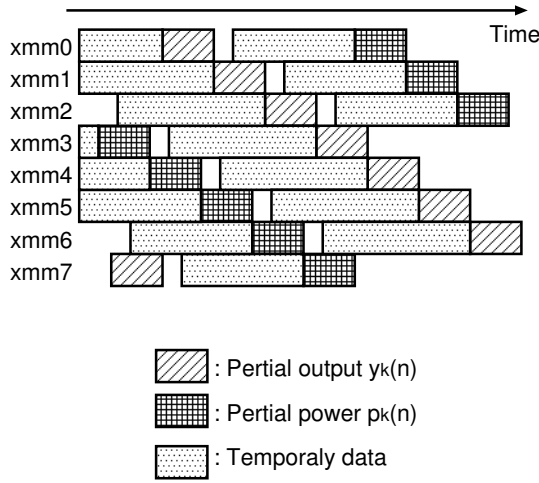 Time
xmm0
xmm1
xmm2
xmm3
xmm4
xmm5
xmm6
xmm7
: Pertial output yk(n)
: Pertial power pk(n)
: Temporaly data